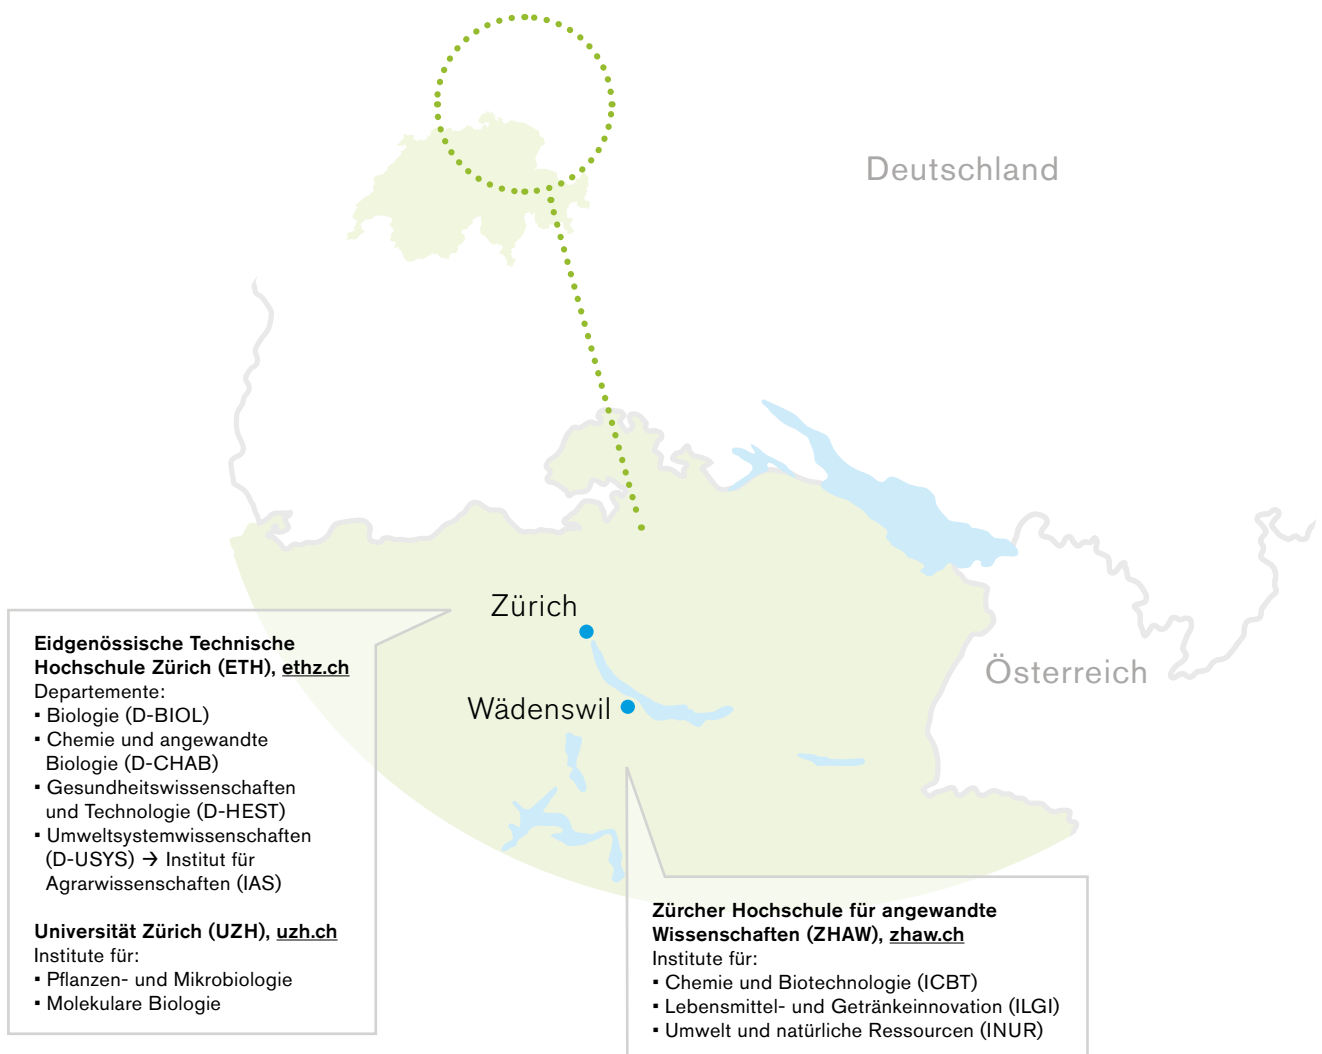 Deutschland
Zürich
Österreich
Wädenswil
Eidgenössische Technische
Hochschule Zürich (ETH), ethz.ch
Departemente:
▪ Biologie (D-BIOL)
▪ Chemie und angewandte
Biologie (D-CHAB)
▪ Gesundheitswissenschaften
und Technologie (D-HEST)
▪ Umweltsystemwissenschaften
(D-USYS) → Institut für
Agrarwissenschaften (IAS)
Universität Zürich (UZH), uzh.ch
Institute für:
▪ Pflanzen- und Mikrobiologie
▪ Molekulare Biologie
Zürcher Hochschule für angewandte
Wissenschaften (ZHAW), zhaw.ch
Institute für:
▪ Chemie und Biotechnologie (ICBT)
▪ Lebensmittel- und Getränkeinnovation (ILGI)
▪ Umwelt und natürliche Ressourcen (INUR)